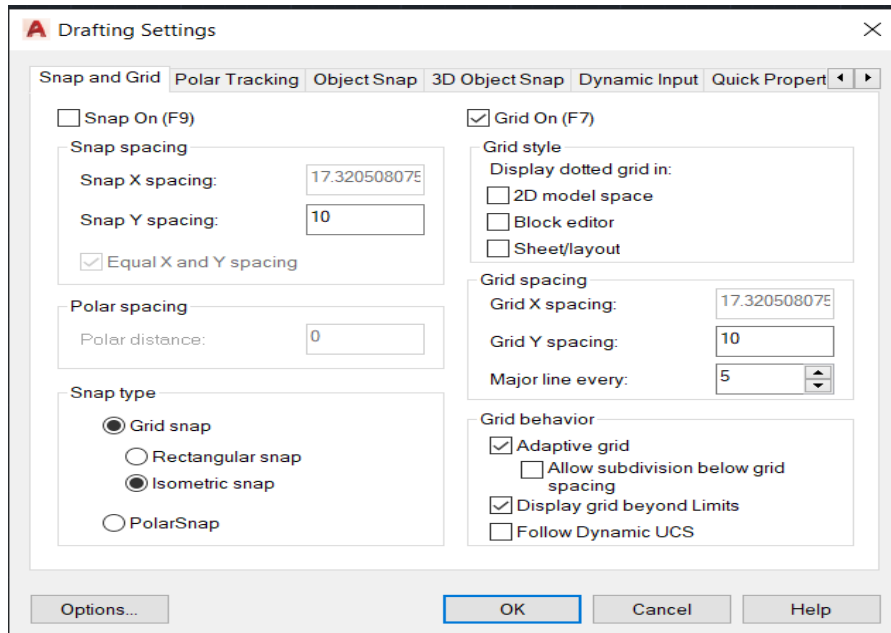 Drafting Settings
Snap and Grid Polar Tracking Object Snap 3D Object Snap Dynamic Input Quick Propert
Snap On (F9)
Snap spacing
Snap X spacing: 17.320508075
Snap Y spacing: 10
Equal X and Y spacing
Polar spacing
Polar distance: 0
Snap type
Grid snap
Rectangular snap
Isometric snap
PolarSnap
Grid On (F7)
Grid style
Display dotted grid in:
2D model space
Block editor
Sheet/layout
Grid spacing
Grid X spacing: 17.320508075
Grid Y spacing: 10
Major line every: 5
Grid behavior
Adaptive grid
Allow subdivision below grid
spacing
Display grid beyond Limits
Follow Dynamic UCS
Options... OK Cancel Help